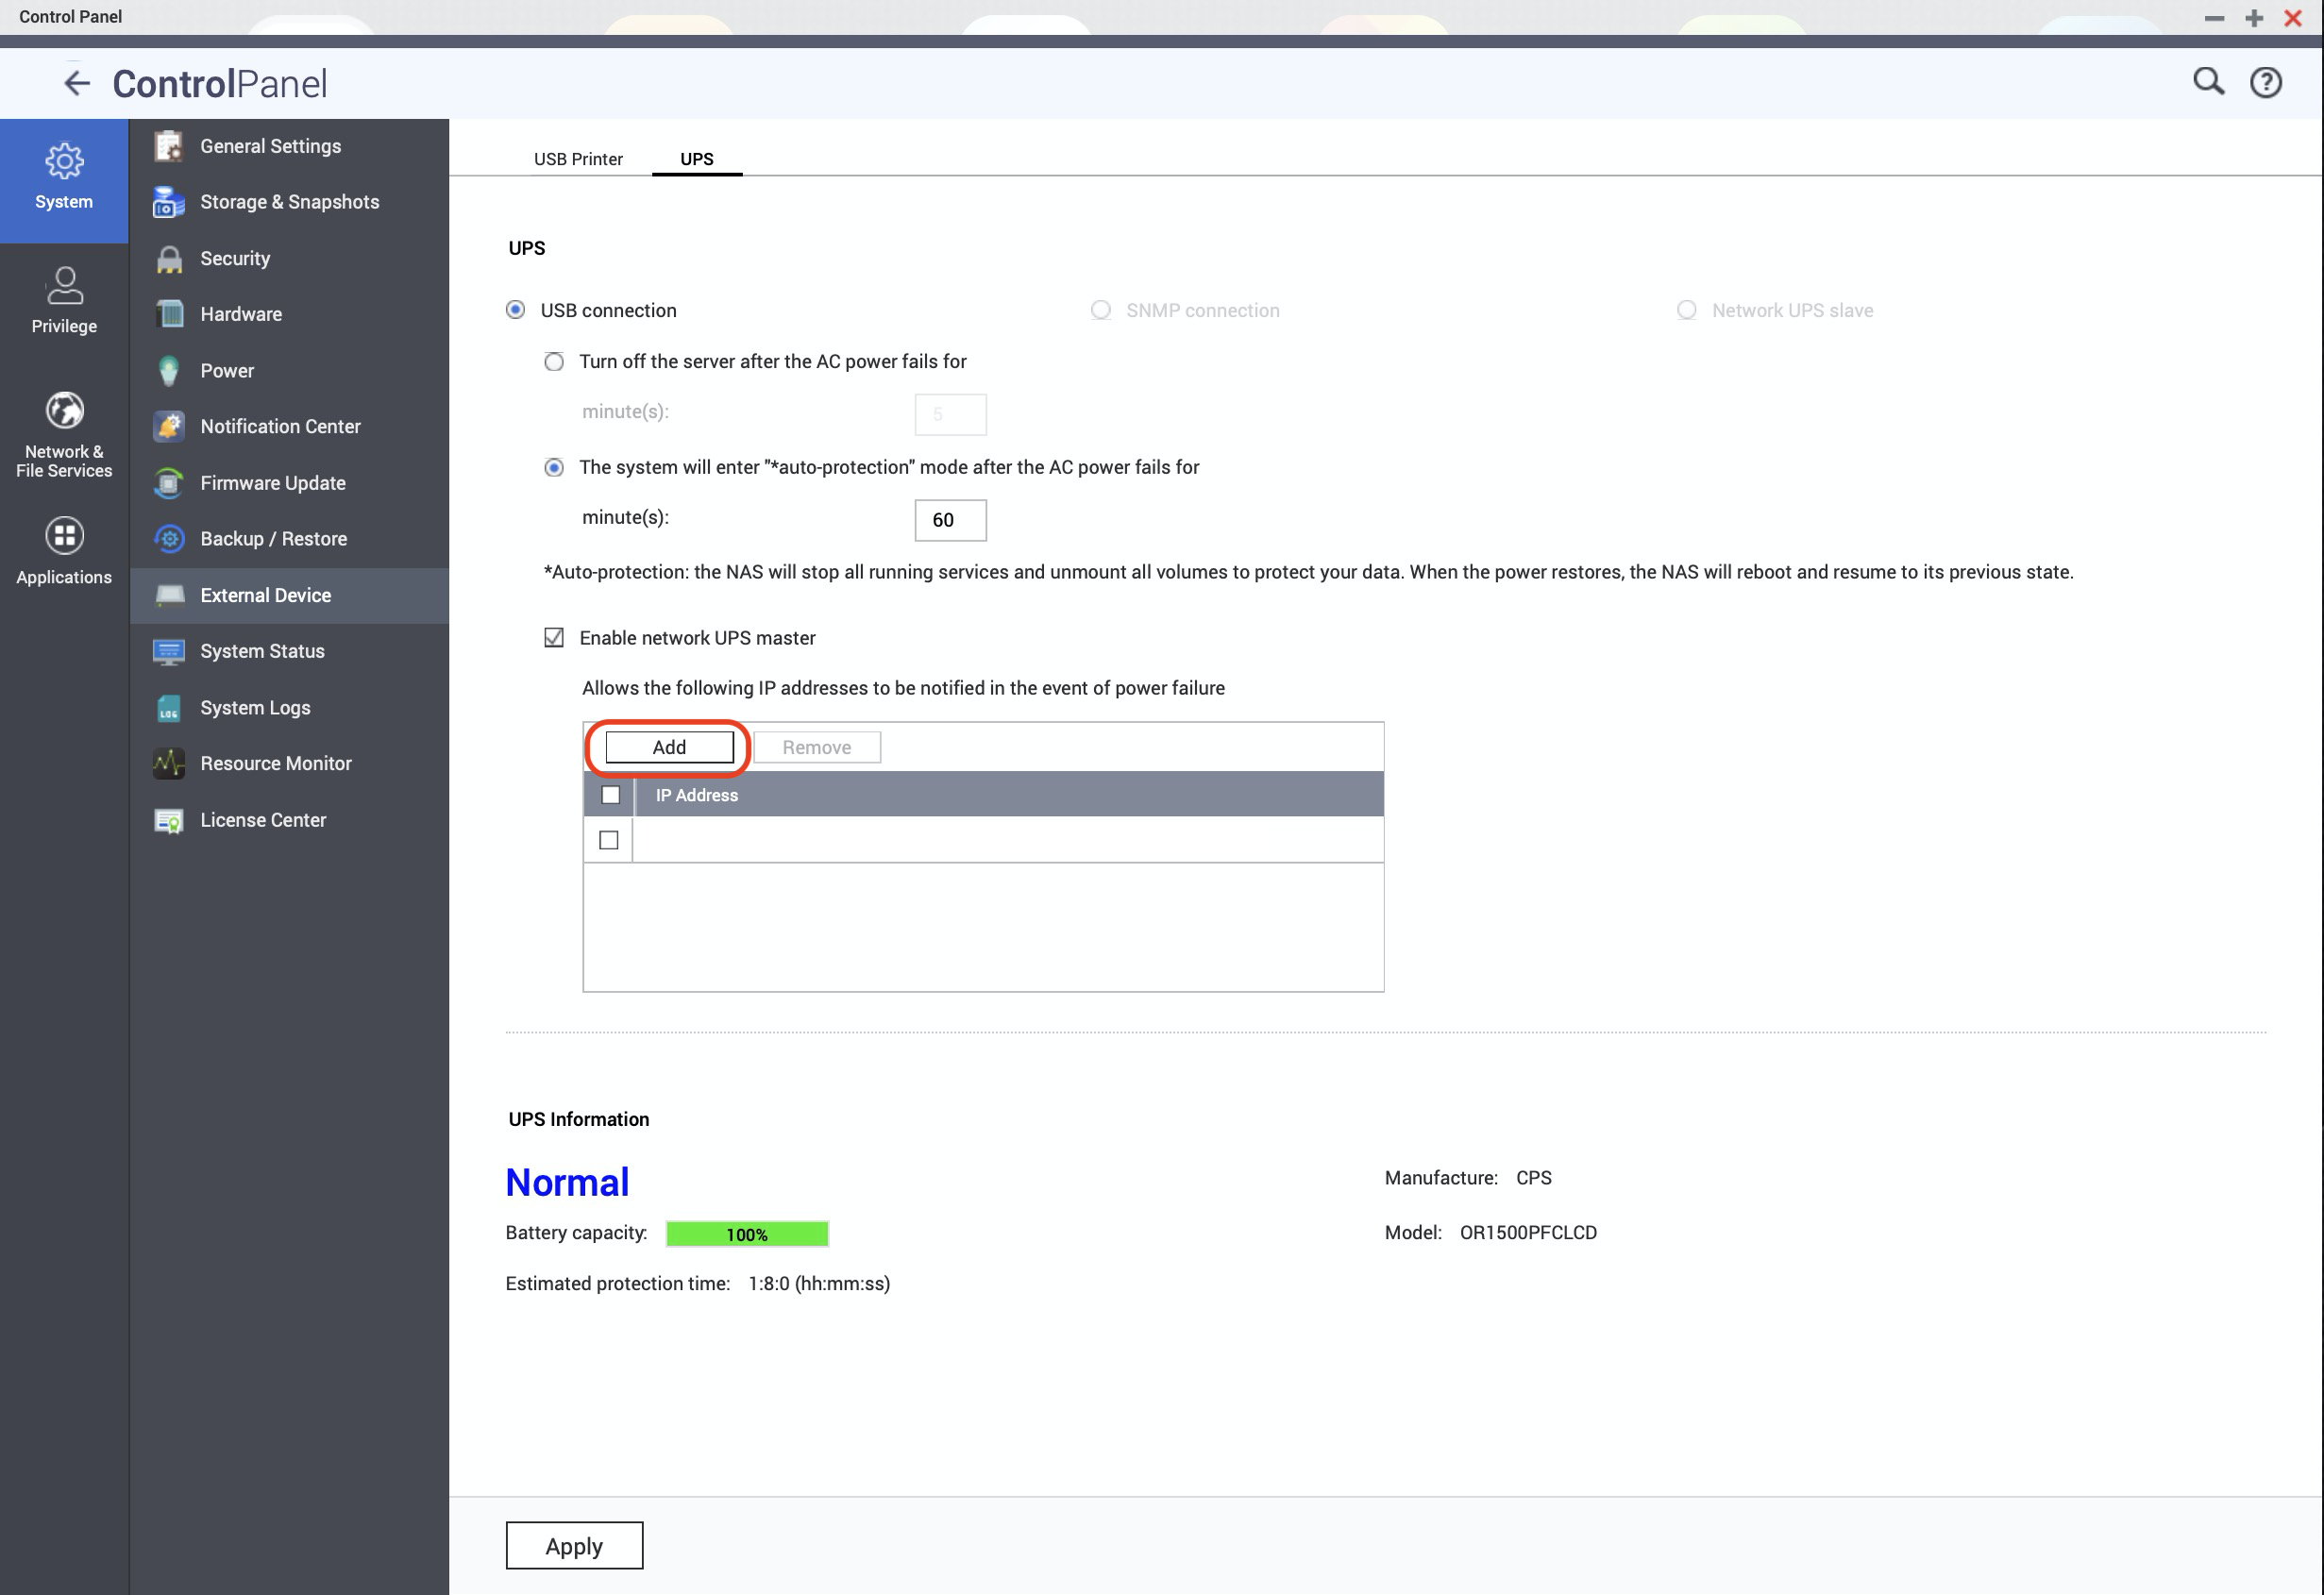 Control Panel
ControlPanel
System
Privilege
Network &
File Services
Applications
General Settings
Storage & Snapshots
Security
Hardware
Power
Notification Center
Firmware Update
Backup / Restore
External Device
System Status
LOG
System Logs
Resource Monitor
License Center
USB Printer
UPS
UPS
USB connection
SNMP connection
Network UPS slave
Turn off the server after the AC power fails for
minute(s):
5
The system will enter "*auto-protection" mode after the AC power fails for
minute(s):
60
*Auto-protection: the NAS will stop all running services and unmount all volumes to protect your data. When the power restores, the NAS will reboot and resume to its previous state.
Enable network UPS master
Allows the following IP addresses to be notified in the event of power failure
Add
Remove
IP Address
UPS Information
Normal
Manufacture: CPS
Battery capacity: 100%
Model: OR1500PFCLCD
Estimated protection time: 1:8:0 (hh:mm:ss)
Apply